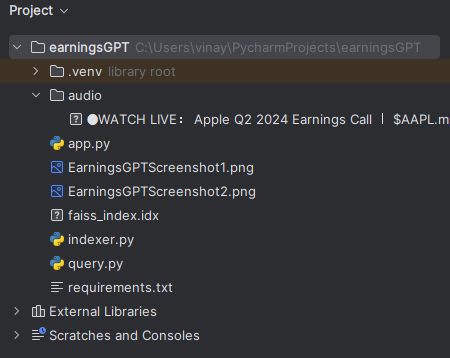 Project
earningsGPT C:\Users\vinay\PycharmProjects\earningsGPT
.venv library root
audio
WATCH LIVE： Apple Q2 2024 Earnings Call ｜ $AAPL.m
app.py
EarningsGPTScreenshot1.png
EarningsGPTScreenshot2.png
faiss_index.idx
indexer.py
query.py
requirements.txt
External Libraries
Scratches and Consoles